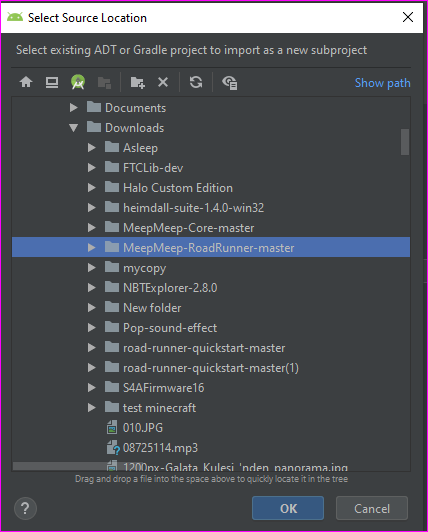 Select Source Location
Select existing ADT or Gradle project to import as a new subproject
Show path
Documents
Downloads
Asleep
FTCLib-dev
Halo Custom Edition
heimdall-suite-1.4.0-win32
MeepMeep-Core-master
MeepMeep-RoadRunner-master
mycopy
NBTExplorer-2.8.0
New folder
Pop-sound-effect
road-runner-quickstart-master
road-runner-quickstart-master(1)
S4AFirmware16
test minecraft
010.JPG
08725114.mp3
1200px-Galata_Kulesi_'nden_panorama.jpg
Drag and drop a file into the space above to quickly locate it in the tree
?
OK
Cancel